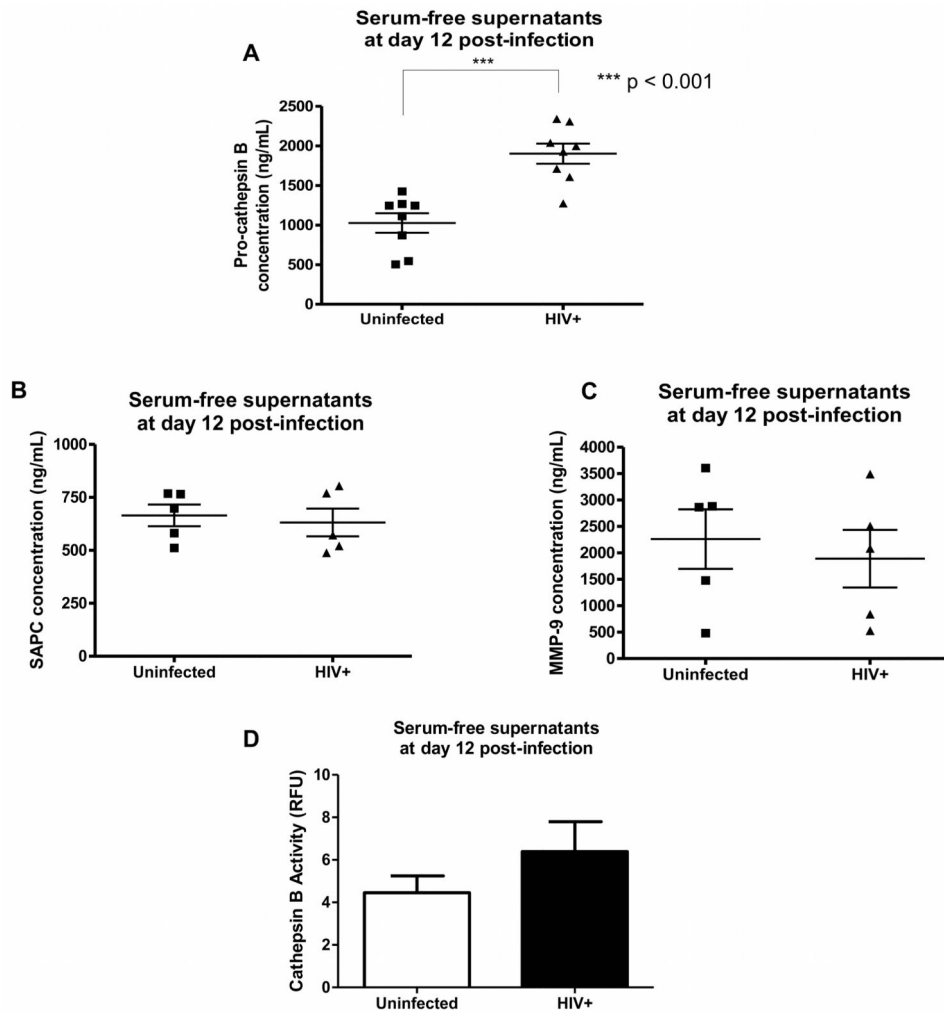 A
Serum-free supernatants
at day 12 post-infection
***
*** p < 0.001
Pro-cathepsin B
concentration (ng/mL)
2500
2000
1500
1000
500
0
Uninfected
HIV+
B
Serum-free supernatants
at day 12 post-infection
SAPC concentration (ng/mL)
1000
750
500
250
0
Uninfected
HIV+
C
Serum-free supernatants
at day 12 post-infection
MMP-9 concentration (ng/mL)
4000
3500
3000
2500
2000
1500
1000
500
0
Uninfected
HIV+
D
Serum-free supernatants
at day 12 post-infection
Cathepsin B Activity (RFU)
10
8
6
4
2
0
Uninfected
HIV+